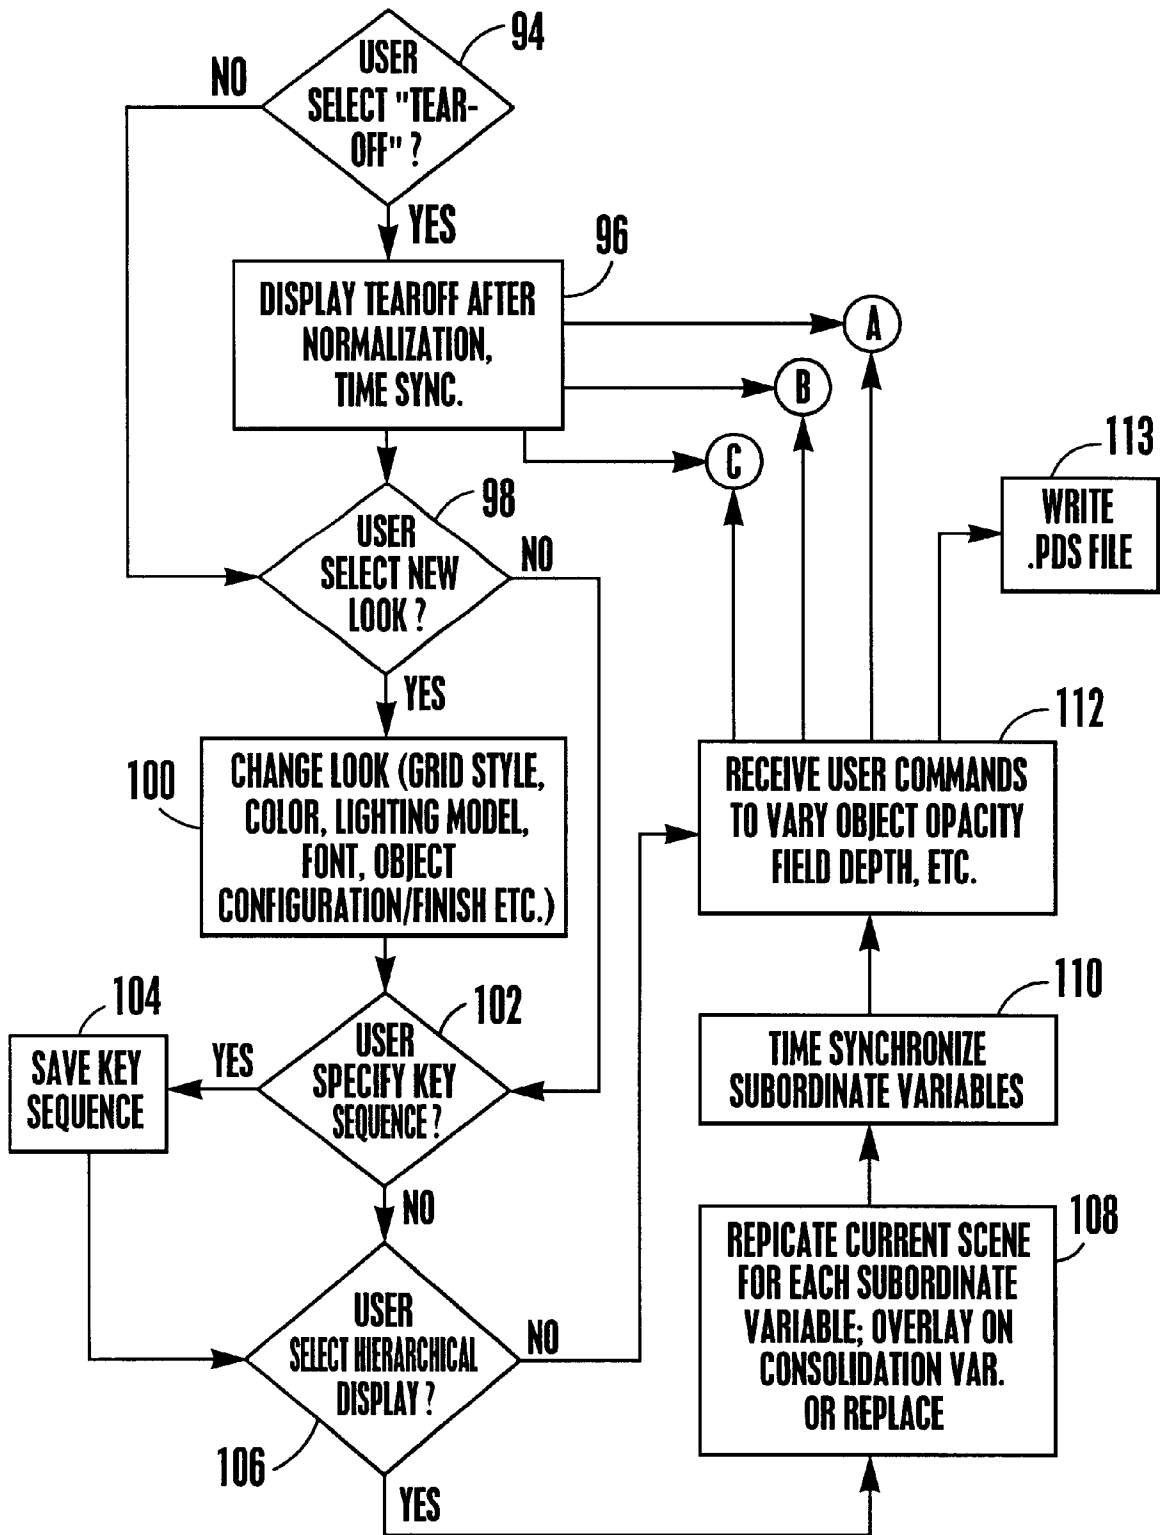 94
USER
SELECT "TEAR-
OFF" ?
NO
YES
96
DISPLAY TEAROFF AFTER
NORMALIZATION,
TIME SYNC.
A
B
C
113
WRITE
.PDS FILE
98
USER
SELECT NEW
LOOK ?
NO
YES
100
CHANGE LOOK (GRID STYLE,
COLOR, LIGHTING MODEL,
FONT, OBJECT
CONFIGURATION/FINISH ETC.)
112
RECEIVE USER COMMANDS
TO VARY OBJECT OPACITY
FIELD DEPTH, ETC.
102
USER
SPECIFY KEY
SEQUENCE ?
YES
NO
104
SAVE KEY
SEQUENCE
110
TIME SYNCHRONIZE
SUBORDINATE VARIABLES
106
USER
SELECT HIERARCHICAL
DISPLAY ?
NO
YES
108
REPICATE CURRENT SCENE
FOR EACH SUBORDINATE
VARIABLE; OVERLAY ON
CONSOLIDATION VAR.
OR REPLACE